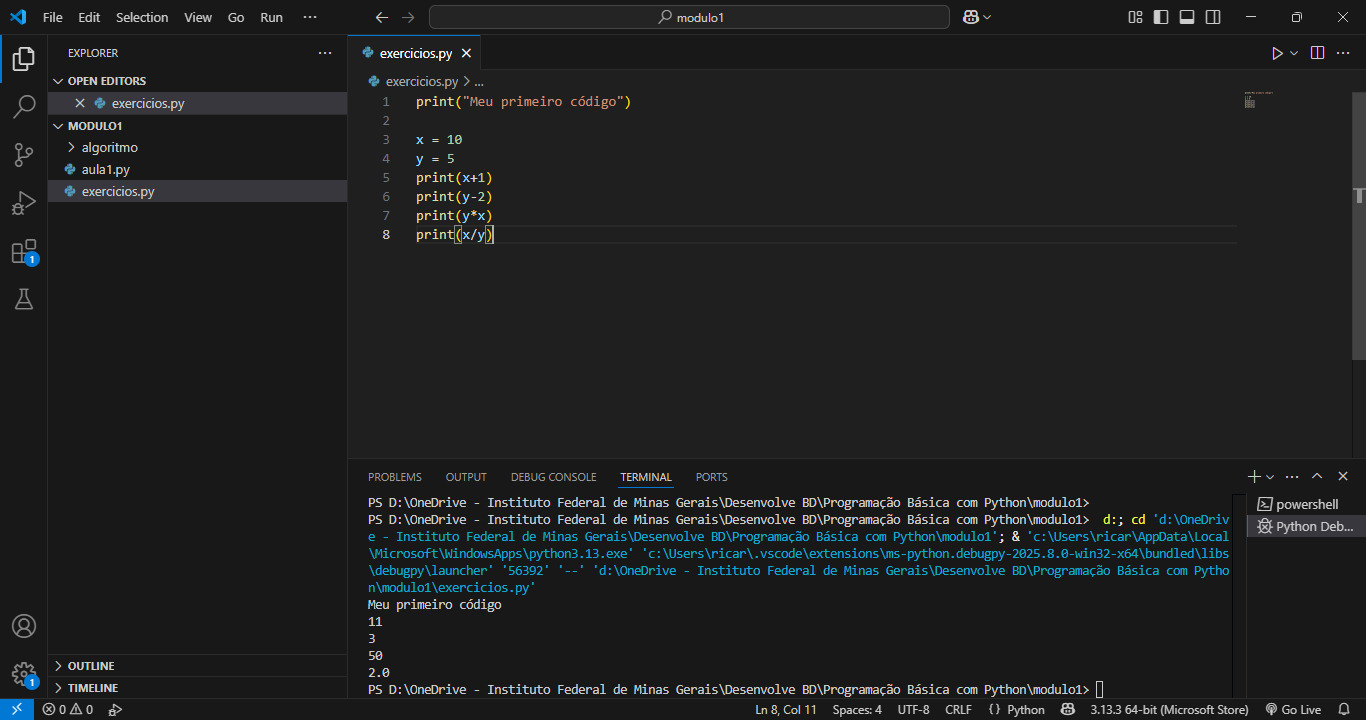 File Edit Selection View Go Run ···
modulo1
EXPLORER ···
OPEN EDITORS
exercicios.py
MODULO1
algoritmo
aula1.py
exercicios.py
OUTLINE
TIMELINE
1
1
exercicios.py
exercicios.py > ...
1 print("Meu primeiro código")
2
3 x = 10
4 y = 5
5 print(x+1)
6 print(y-2)
7 print(y*x)
8 print(x/y)
PROBLEMS OUTPUT DEBUG CONSOLE TERMINAL PORTS
PS D:\OneDrive - Instituto Federal de Minas Gerais\Desenvolve BD\Programação Básica com Python\modulo1>
PS D:\OneDrive - Instituto Federal de Minas Gerais\Desenvolve BD\Programação Básica com Python\modulo1>  d:; cd 'd:\OneDriv
e - Instituto Federal de Minas Gerais\Desenvolve BD\Programação Básica com Python\modulo1'; & 'c:\Users\ricar\AppData\Local
\Microsoft\WindowsApps\python3.13.exe' 'c:\Users\ricar\.vscode\extensions\ms-python.debugpy-2025.8.0-win32-x64\bundled\libs
\debugpy\launcher' '56392' '--' 'd:\OneDrive - Instituto Federal de Minas Gerais\Desenvolve BD\Programação Básica com Pytho
n\modulo1\exercicios.py'
Meu primeiro código
11
3
50
2.0
PS D:\OneDrive - Instituto Federal de Minas Gerais\Desenvolve BD\Programação Básica com Python\modulo1>
powershell
Python Deb...
0 0 Ln 8, Col 11 Spaces: 4 UTF-8 CRLF {} Python 3.13.3 64-bit (Microsoft Store) Go Live